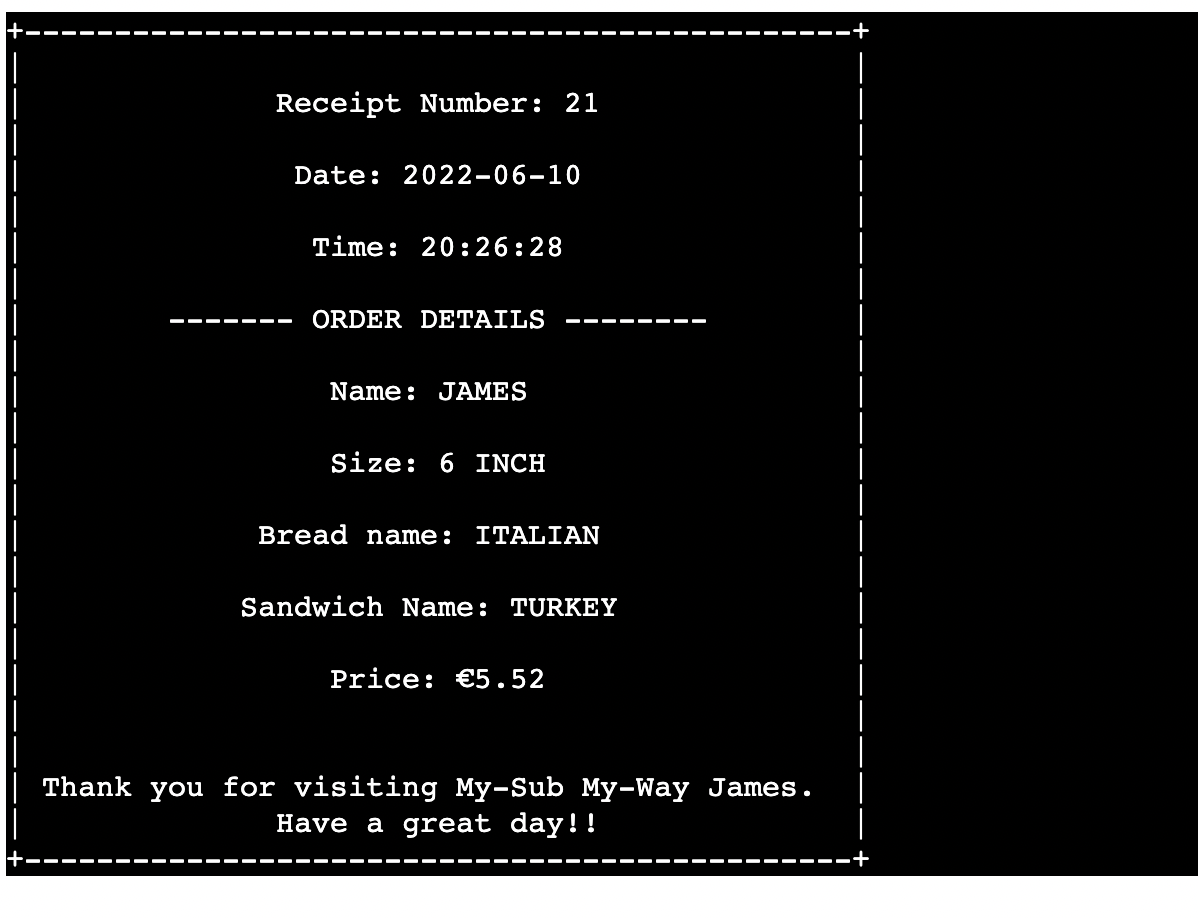 Receipt Number: 21
Date: 2022-06-10
Time: 20:26:28
------- ORDER DETAILS --------
Name: JAMES
Size: 6 INCH
Bread name: ITALIAN
Sandwich Name: TURKEY
Price: €5.52
Thank you for visiting My-Sub My-Way James.
Have a great day!!